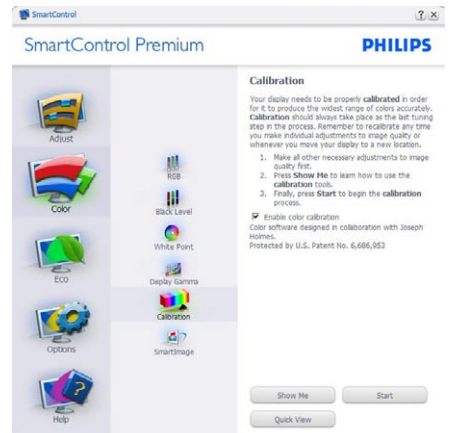 SmartControl
SmartControl Premium
PHILIPS
Adjust
Color
Eco
Options
Help
RGB
Black Level
White Point
Display Gamma
Calibration
SmartImage
Calibration
Your display needs to be properly calibrated in order
for it to produce the widest range of colors accurately.
Calibration should always take place as the last tuning
step in the process. Remember to recalibrate any time
you make individual adjustments to image quality or
whenever you move your display to a new location.
1. Make all other necessary adjustments to image
quality first.
2. Press Show Me to learn how to use the
calibration tools.
3. Finally, press Start to begin the calibration
process.
Enable color calibration
Color software designed in collaboration with Joseph
Holmes.
Protected by U.S. Patent No. 6,686,953
Show Me
Start
Quick View